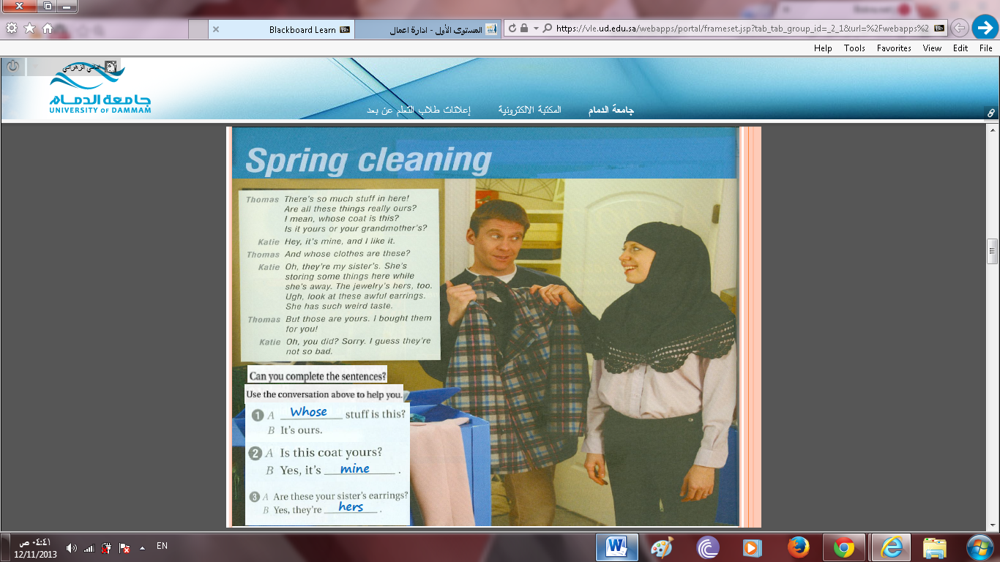 Blackboard Learn
المستوى الأول - ادارة اعمال
https://vle.ud.edu.sa/webapps/portal/frameset.jsp?tab_tab_group_id=_2_1&url=%2Fwebapps%2
Help Tools Favorites View Edit File
الزهراني
جامعة الدمام
UNIVERSITY OF DAMMAM
إعلانات طلاب التعلم عن بعد المكتبة الالكترونية جامعة الدمام
Spring cleaning
Thomas There's so much stuff in here!
Are all these things really ours?
I mean, whose coat is this?
Is it yours or your grandmother's?
Katie Hey, it's mine, and I like it.
Thomas And whose clothes are these?
Katie Oh, they're my sister's. She's
storing some things here while
she's away. The jewelry's hers, too.
Ugh, look at these awful earrings.
She has such weird taste.
Thomas But those are yours. I bought them
for you!
Katie Oh, you did? Sorry. I guess they're
not so bad.
Can you complete the sentences?
Use the conversation above to help you.
1 A Whose stuff is this?
B It's ours.
2 A Is this coat yours?
B Yes, it's mine .
3 A Are these your sister's earrings?
B Yes, they're hers .
٠٤:٤١ ص
12/11/2013
EN